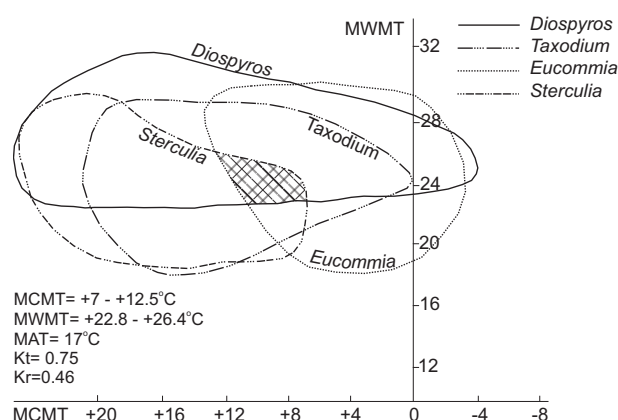 MWMT
Diospyros
Taxodium
Eucommia
Sterculia
Diospyros
32
28
Taxodium
Sterculia
24
20
Eucommia
MCMT= +7 - +12.5°C
MWMT= +22.8 - +26.4°C
MAT= 17°C
Kt= 0.75
Kr=0.46
16
12
MCMT +20 +16 +12 +8 +4 0 -4 -8